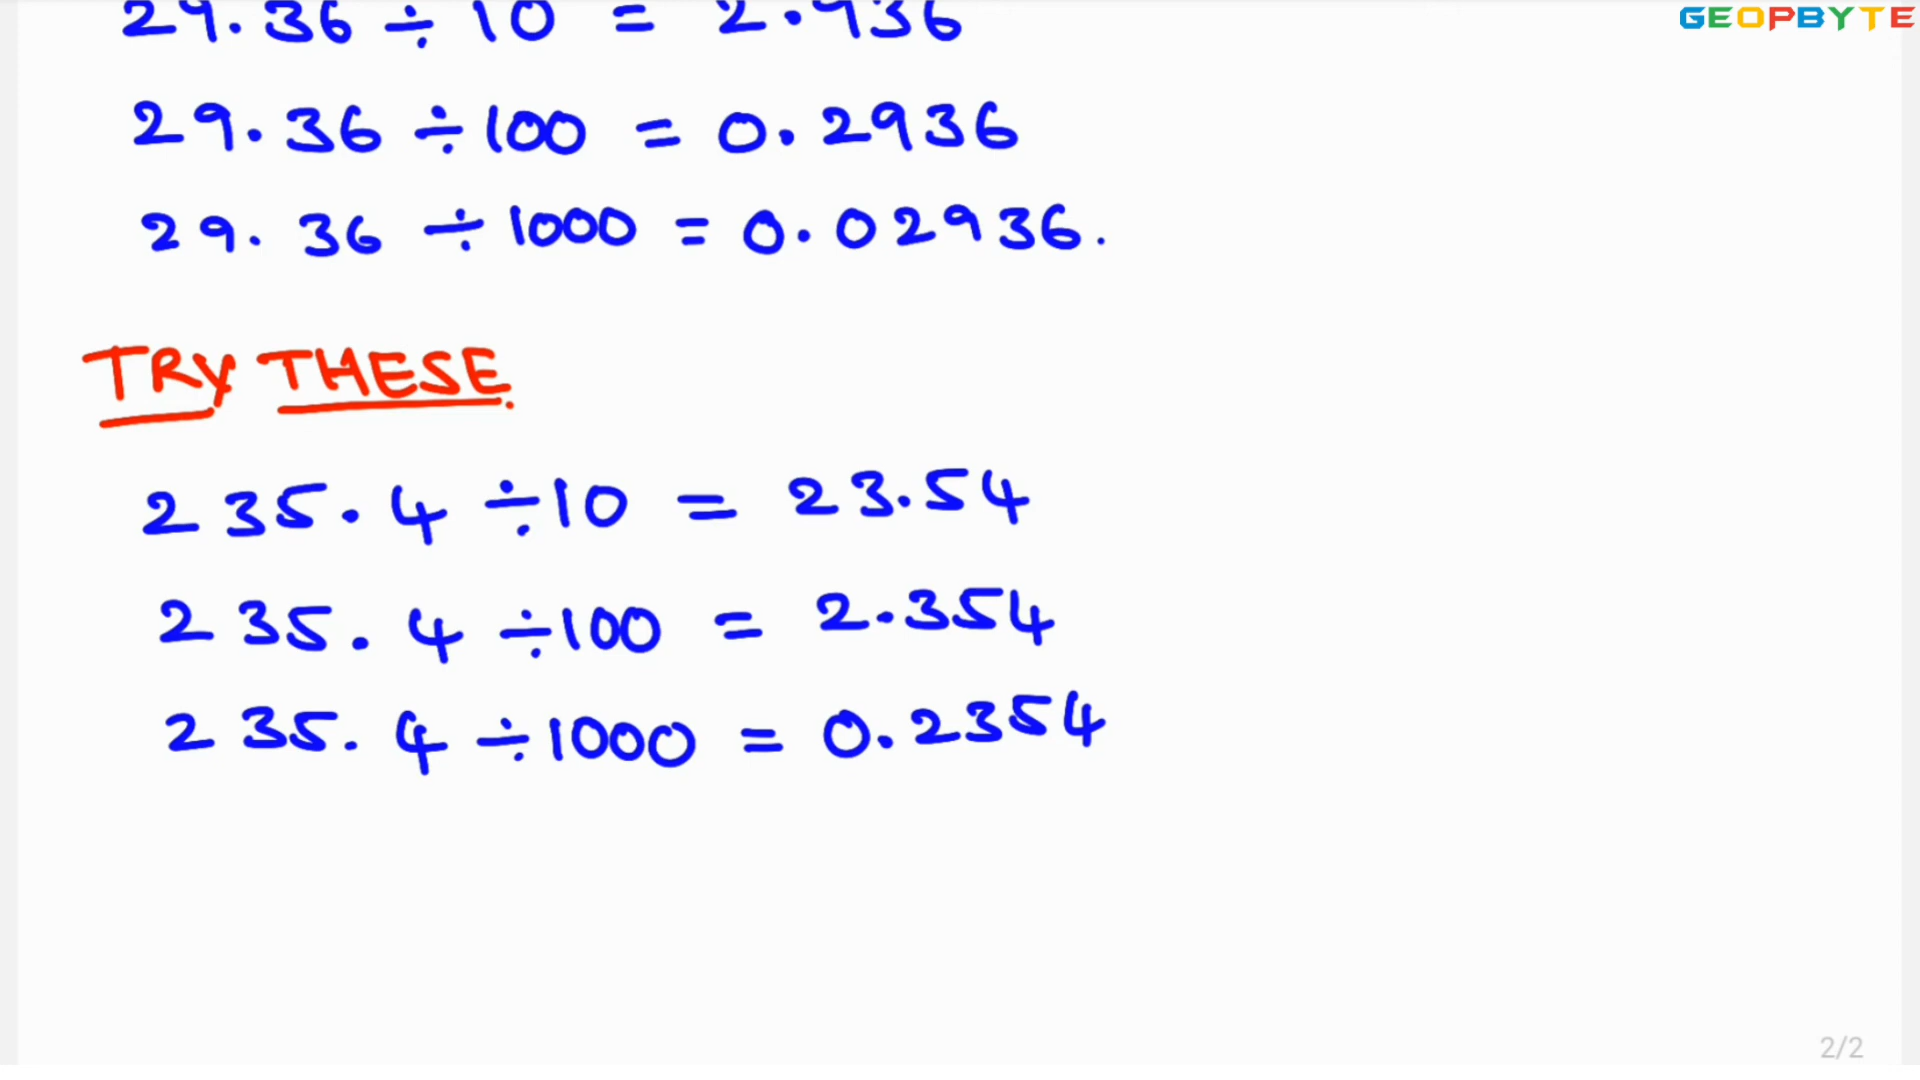 GEOPBYTE
29.36 ÷ 10 = 2.936
29.36 ÷ 100 = 0.2936
29.36 ÷ 1000 = 0.02936.
TRY THESE.
235.4 ÷ 10 = 23.54
235.4 ÷ 100 = 2.354
235.4 ÷ 1000 = 0.2354
2/2